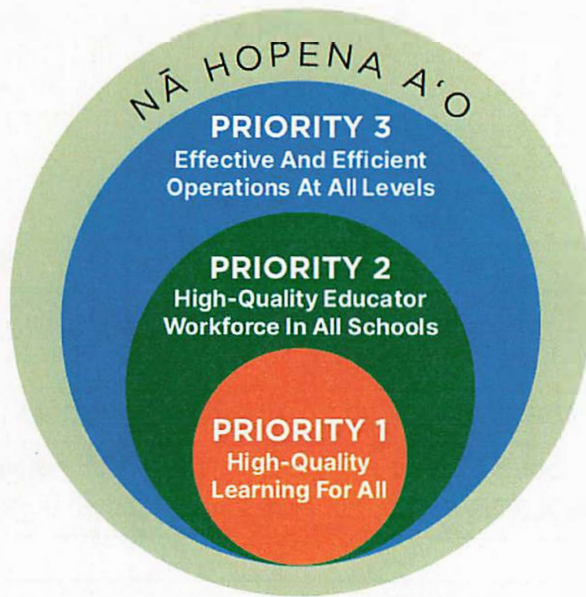 NĀ HOPENA AʻO
PRIORITY 3
Effective And Efficient
Operations At All Levels
PRIORITY 2
High-Quality Educator
Workforce In All Schools
PRIORITY 1
High-Quality
Learning For All